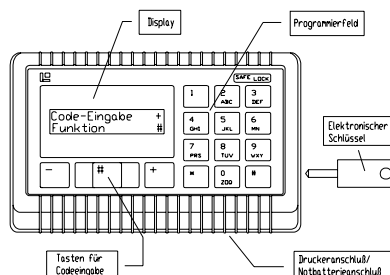 Display
Programmierfeld
SAFE LOCK
Code-Eingabe +
Funktion #
1
2 ABC
3 DEF
4 GHI
5 JKL
6 MN
7 PRS
8 TUV
9 WXY
*
0 ZOQ
#
- # +
Elektronischer
Schlüssel
Tasten für
Codeeingabe
Druckeranschluß/
Notbatterieanschluß